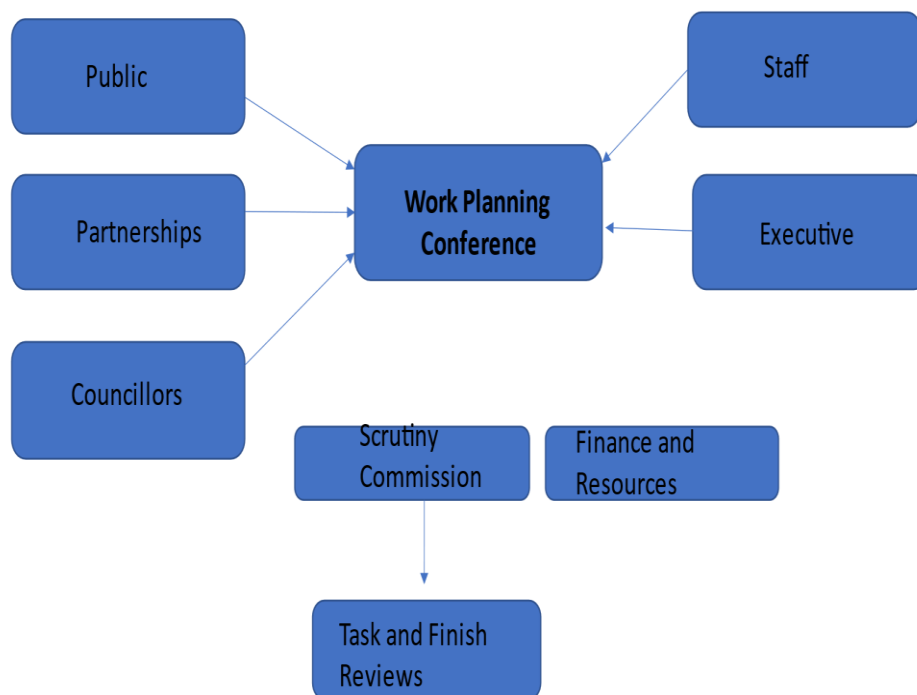 Public
Staff
Partnerships
Work Planning
Conference
Executive
Councillors
Scrutiny
Commission
Finance and
Resources
Task and Finish
Reviews